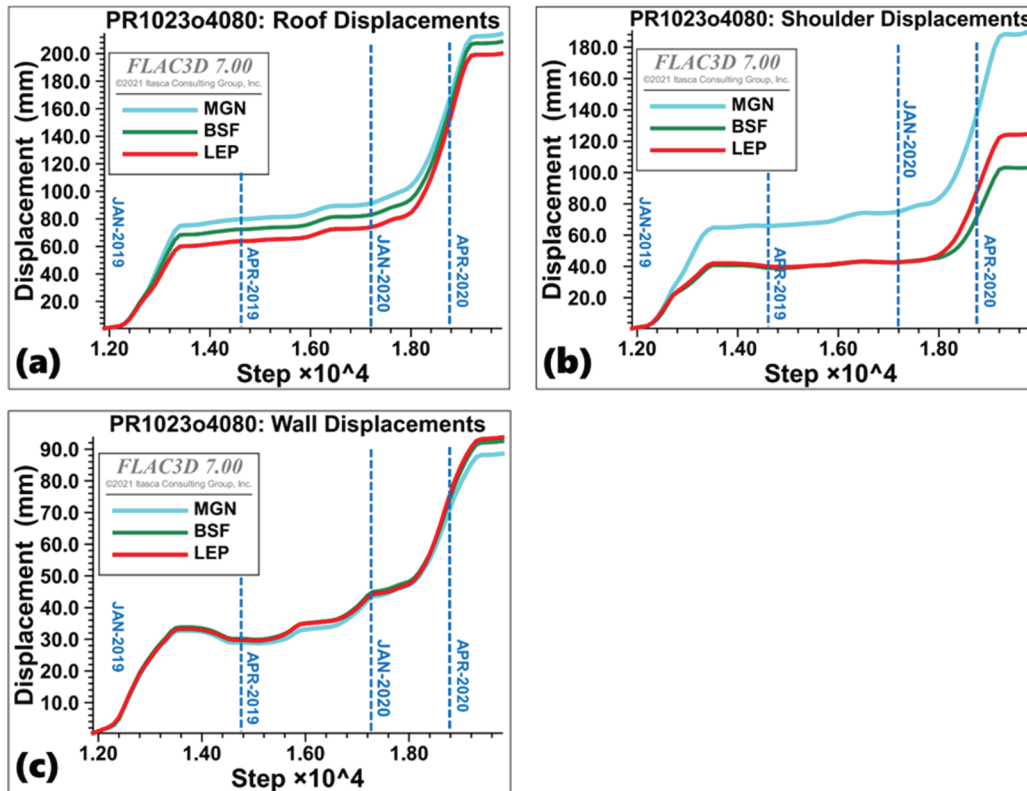 PR1023o4080: Roof Displacements
FLAC3D 7.00
©2021 Itasca Consulting Group, Inc.
MGN
BSF
LEP
Displacement (mm)
200.0
180.0
160.0
140.0
120.0
100.0
80.0
60.0
40.0
20.0
JAN-2019
APR-2019
JAN-2020
APR-2020
1.20
1.40
1.60
1.80
Step ×10^4
(a)
PR1023o4080: Shoulder Displacements
FLAC3D 7.00
©2021 Itasca Consulting Group, Inc.
MGN
BSF
LEP
Displacement (mm)
180.0
160.0
140.0
120.0
100.0
80.0
60.0
40.0
20.0
JAN-2019
APR-2019
JAN-2020
APR-2020
1.20
1.40
1.60
1.80
Step ×10^4
(b)
PR1023o4080: Wall Displacements
FLAC3D 7.00
©2021 Itasca Consulting Group, Inc.
MGN
BSF
LEP
Displacement (mm)
90.0
80.0
70.0
60.0
50.0
40.0
30.0
20.0
10.0
JAN-2019
APR-2019
JAN-2020
APR-2020
1.20
1.40
1.60
1.80
Step ×10^4
(c)